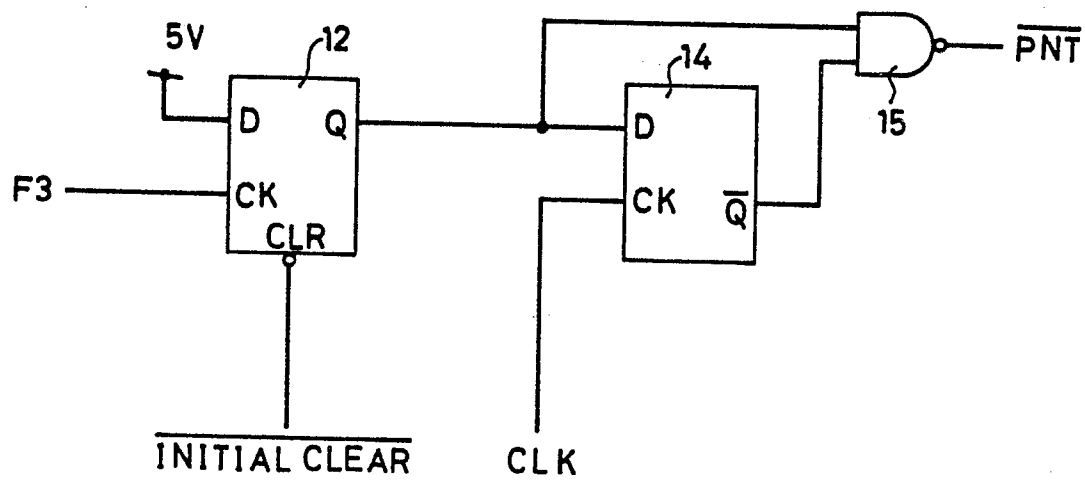 5V
12
D Q
F3
CK
CLR
INITIAL CLEAR
14
D
CK Q
CLK
15
PNT